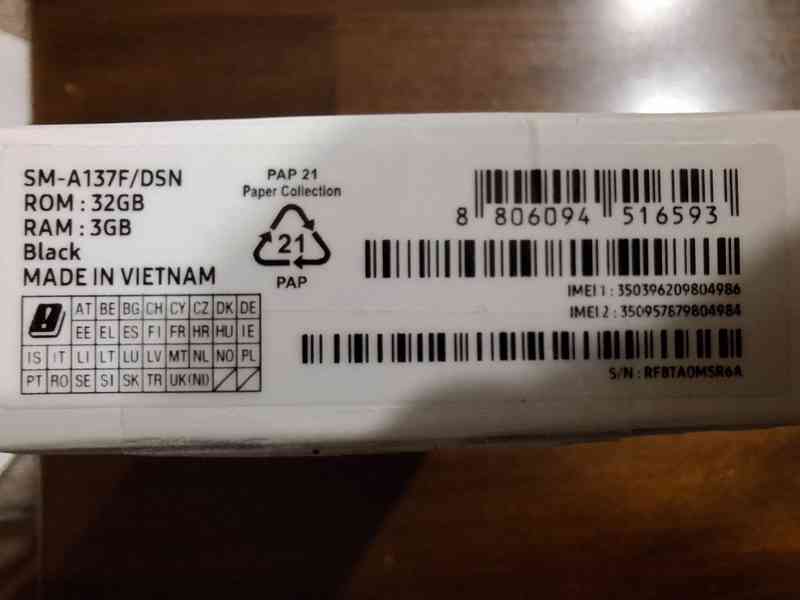 SM-A137F/DSN
ROM : 32GB
RAM : 3GB
Black
MADE IN VIETNAM
PAP 21
Paper Collection
21
PAP
8 806094 516593
IMEI 1 : 350396209804986
IMEI 2 : 350957879804984
S/N : RF8TA0MSR6A
AT BE BG CH CY CZ DK DE
EE EL ES FI FR HR HU IE
IS IT LI LT LU LV MT NL NO PL
PT RO SE SI SK TR UK(NI)